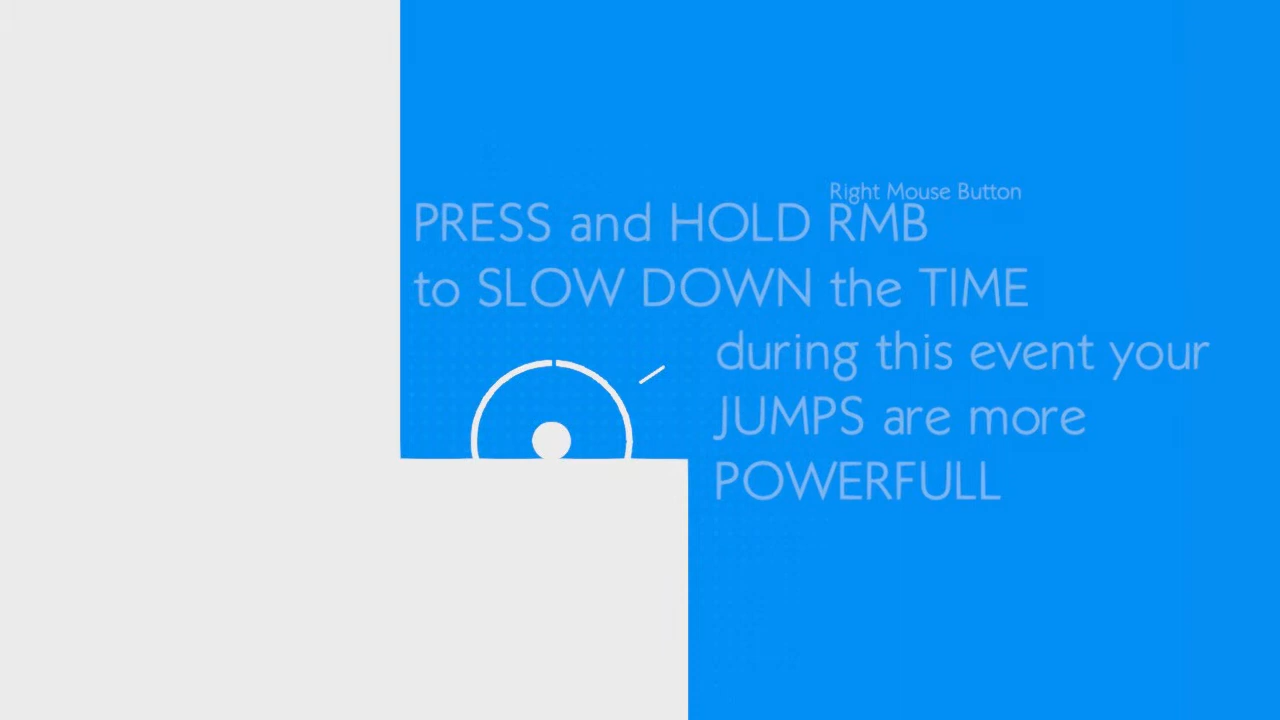 Right Mouse Button
PRESS and HOLD RMB
to SLOW DOWN the TIME
during this event your
JUMPS are more
POWERFULL